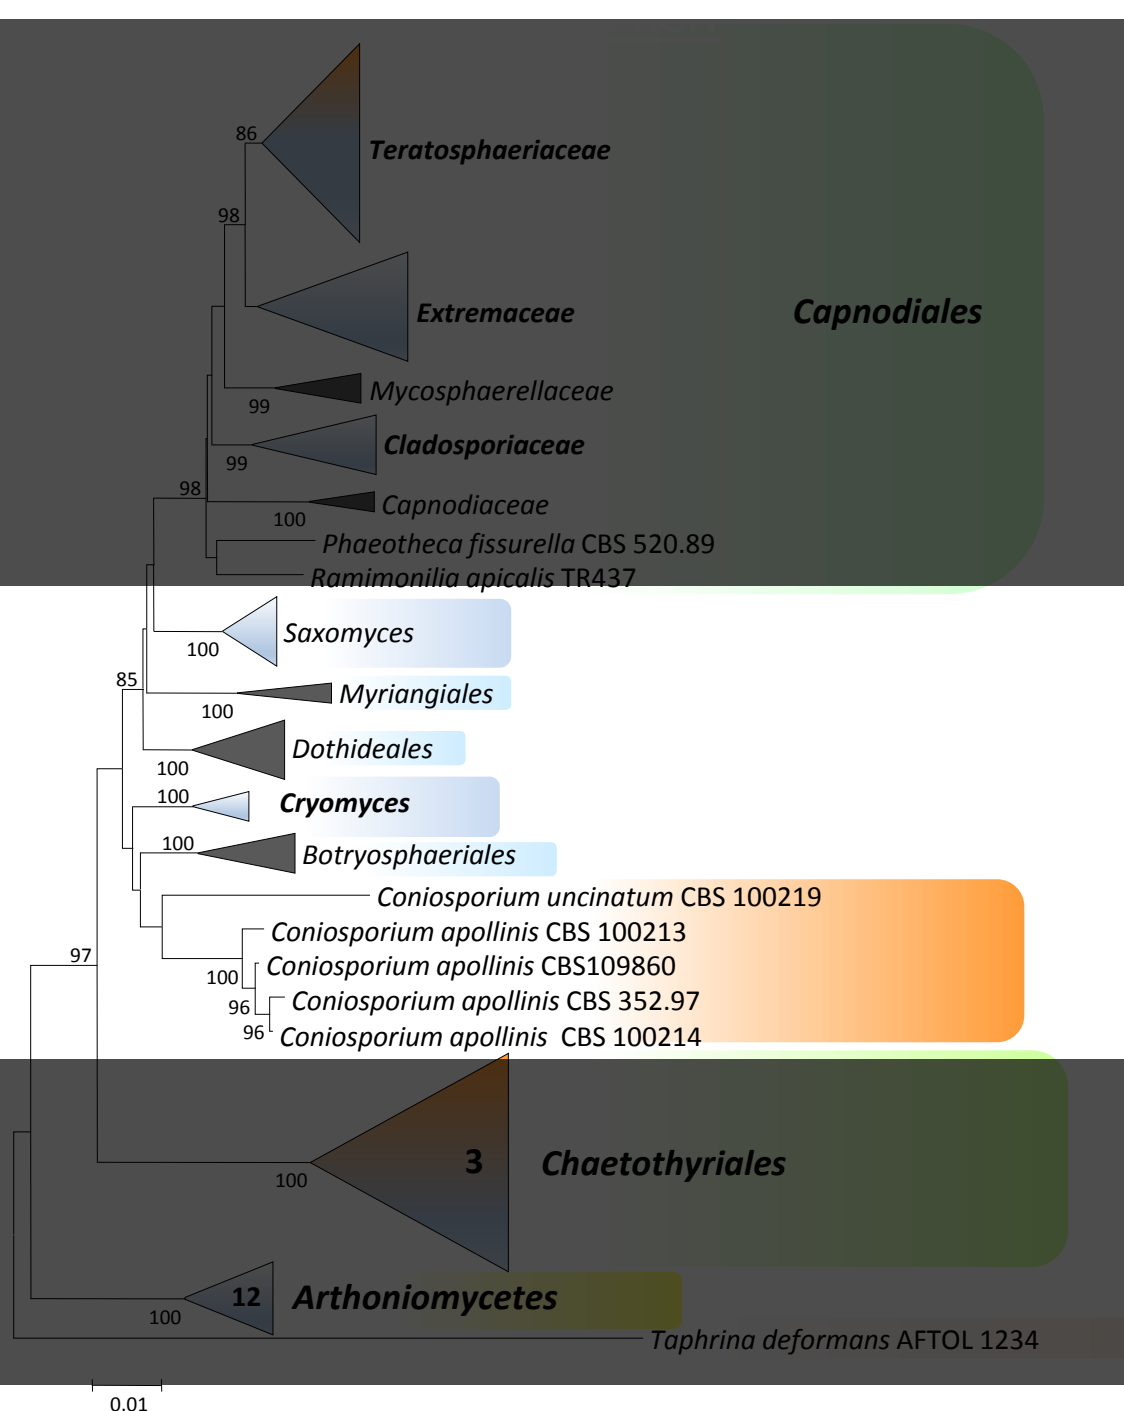 86
Teratosphaeriaceae
98
Extremaceae
Capnodiales
Mycosphaerellaceae
99
Cladosporiaceae
99
98
Capnodiaceae
100
Phaeotheca fissurella CBS 520.89
Ramimonilia apicalis TR437
Saxomyces
100
85
Myriangiales
100
Dothideales
100
100
Cryomyces
100
Botryosphaeriales
Coniosporium uncinatum CBS 100219
Coniosporium apollinis CBS 100213
97
Coniosporium apollinis CBS109860
100
Coniosporium apollinis CBS 352.97
96
96
Coniosporium apollinis CBS 100214
3
Chaetothyriales
100
12
Arthoniomycetes
100
Taphrina deformans AFTOL 1234
0.01